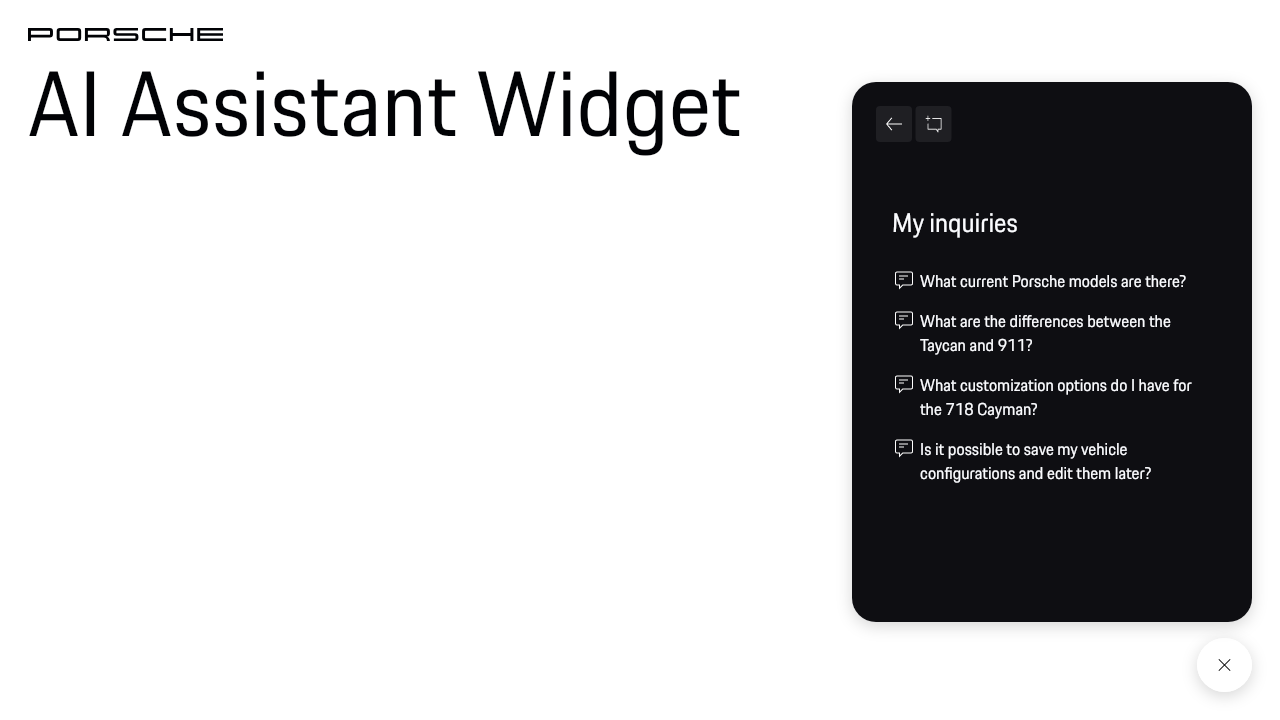 PORSCHE
AI Assistant Widget
My inquiries
What current Porsche models are there?
What are the differences between the
Taycan and 911?
What customization options do I have for
the 718 Cayman?
Is it possible to save my vehicle
configurations and edit them later?